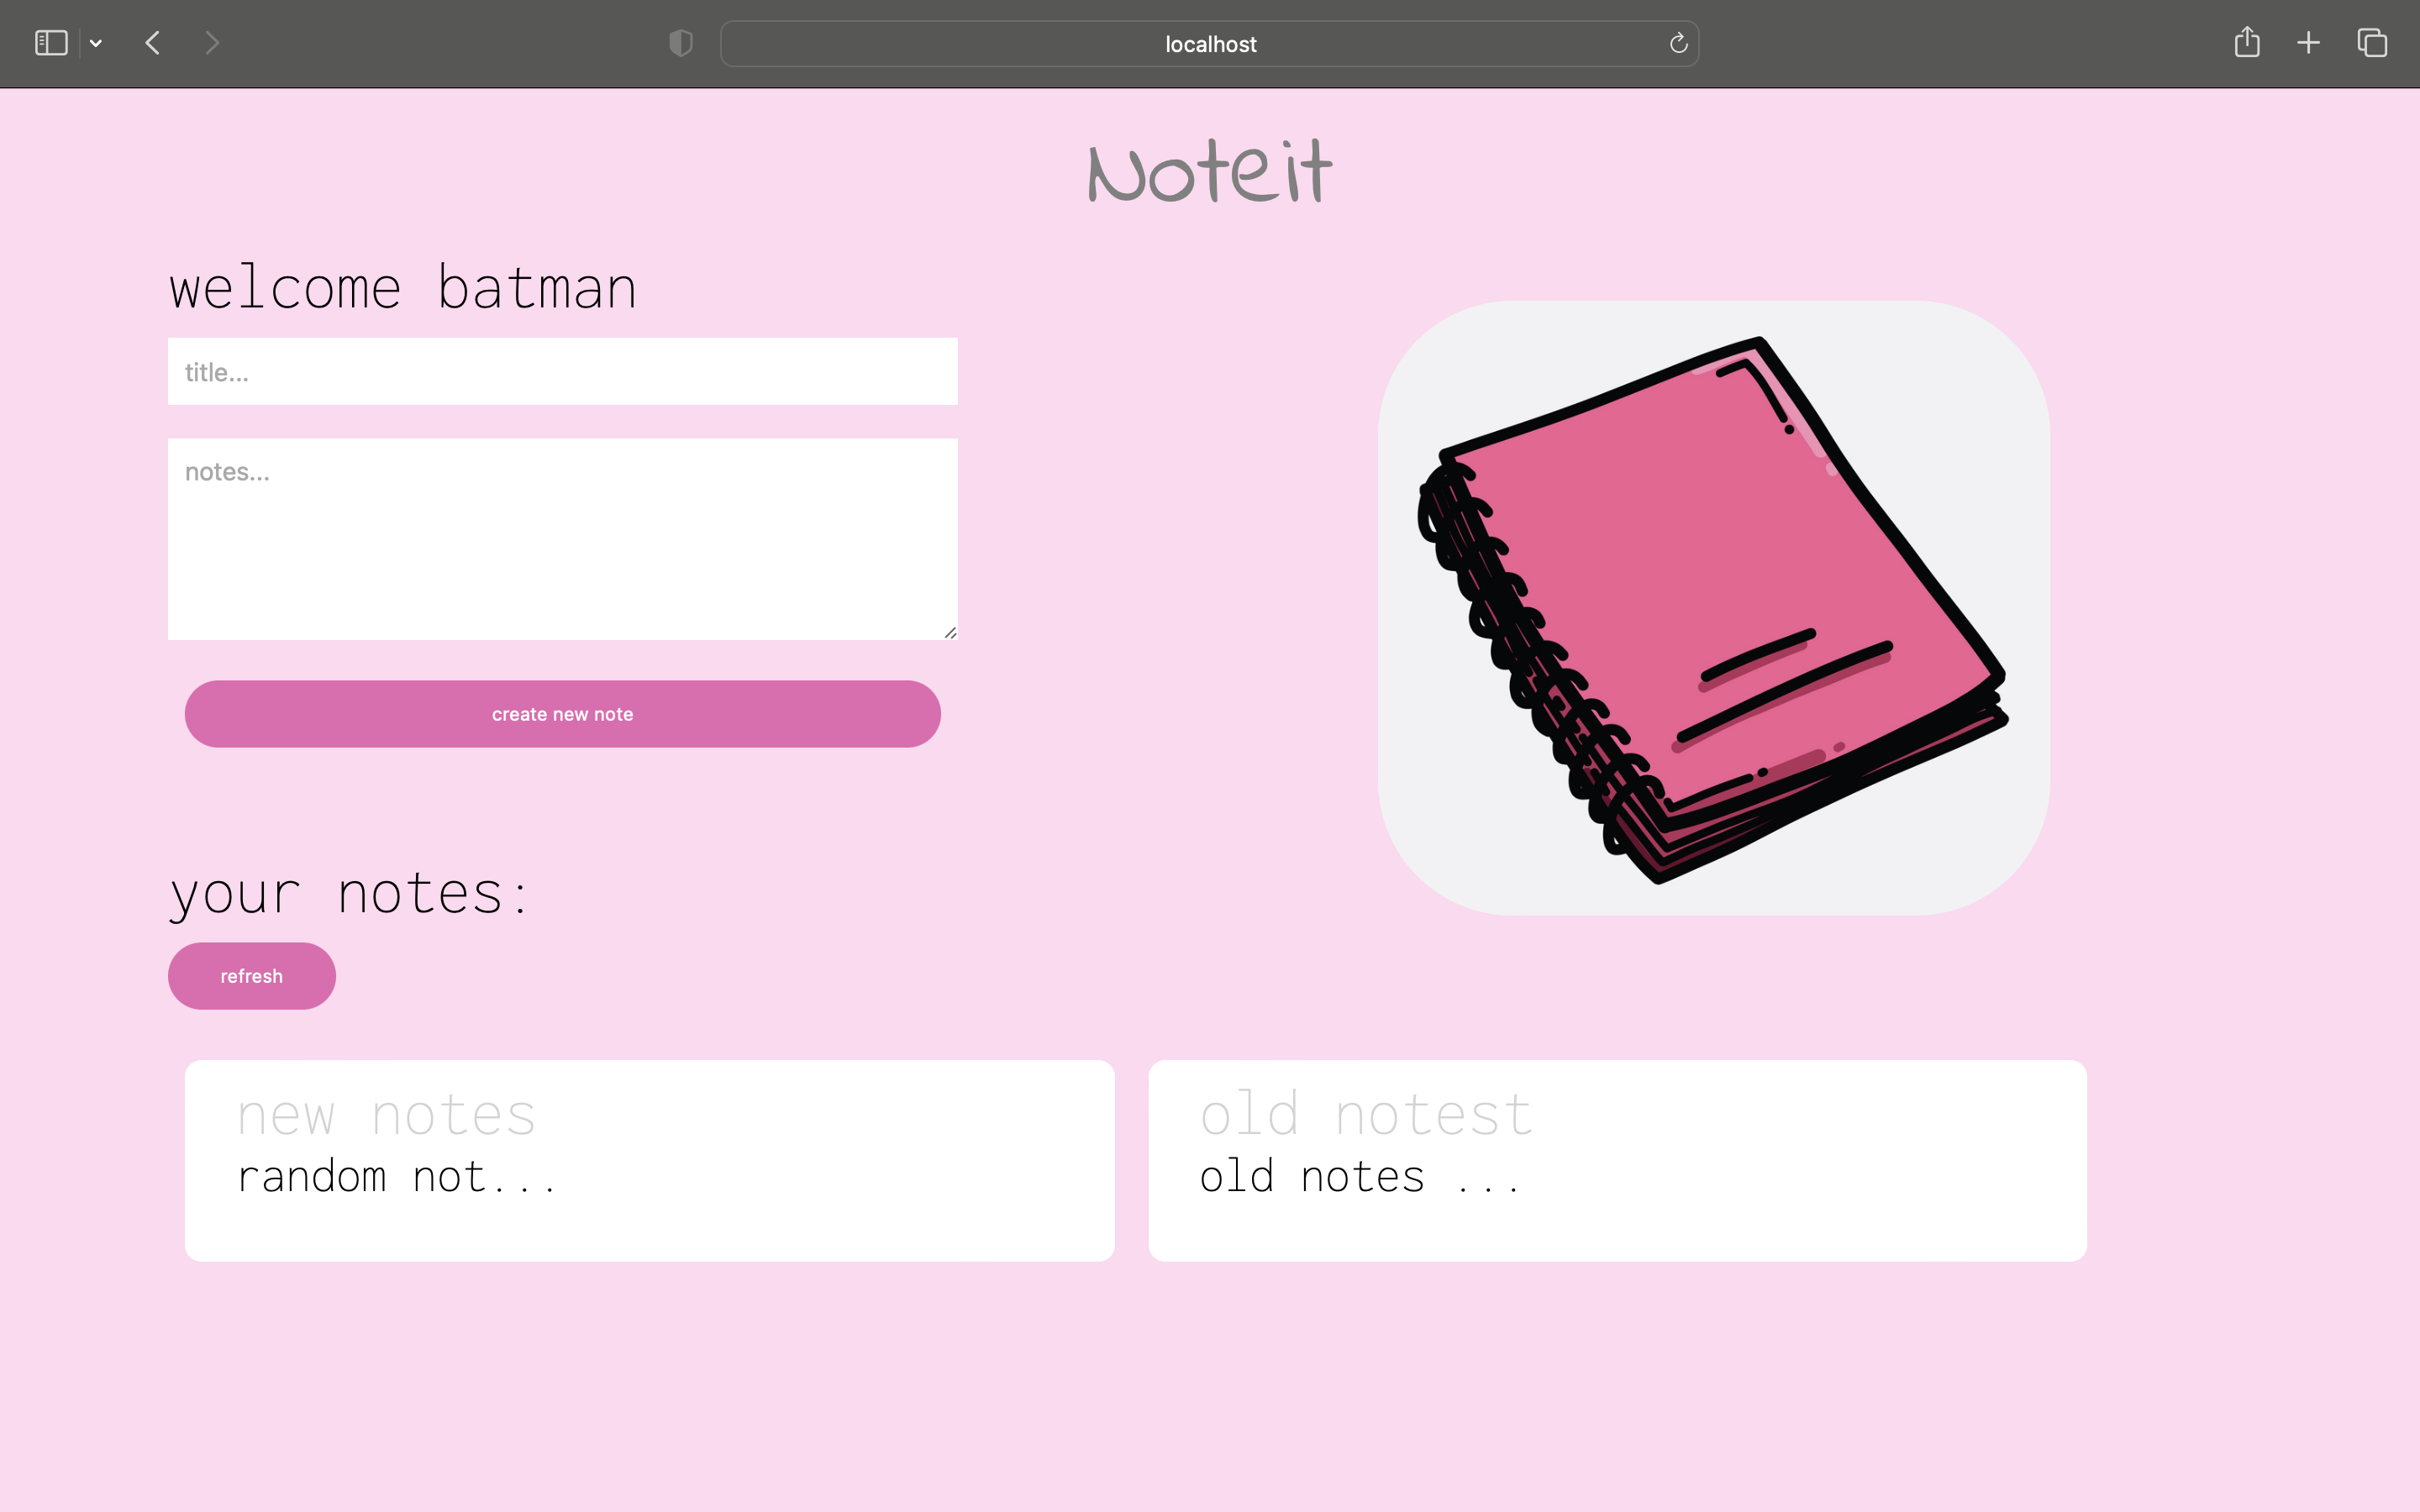 localhost
Noteit
welcome batman
title...
notes...
create new note
your notes:
refresh
new notes
random not...
old notest
old notes ...